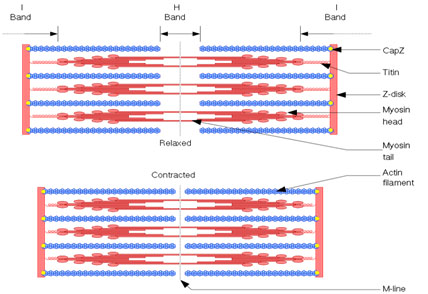 I
Band
H
Band
I
Band
CapZ
Titin
Z-disk
Myosin
head
Relaxed
Myosin
tail
Contracted
Actin
filament
M-line